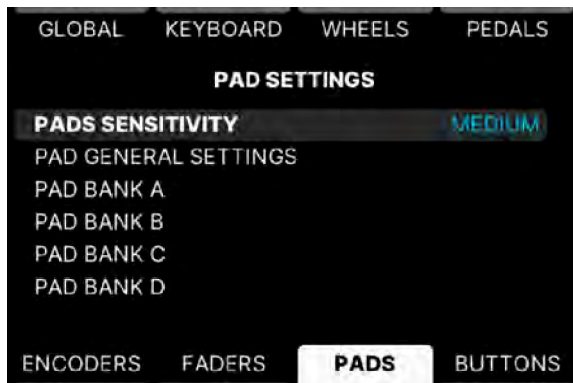 GLOBAL KEYBOARD WHEELS PEDALS
PAD SETTINGS
PADS SENSITIVITY MEDIUM
PAD GENERAL SETTINGS
PAD BANK A
PAD BANK B
PAD BANK C
PAD BANK D
ENCODERS FADERS PADS BUTTONS